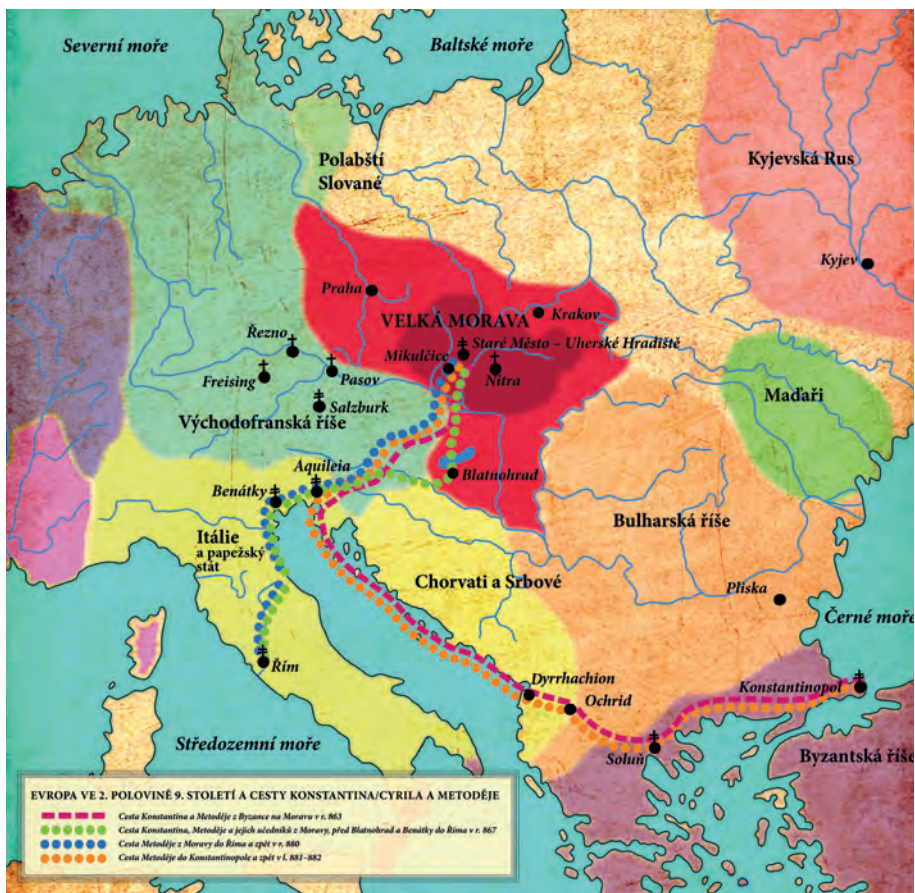 Severní moře
Baltské moře
Polabští
Slované
Kyjevská Rus
Kyjev
Praha
VELKÁ MORAVA
Krakov
Staré Město – Uherské Hradiště
Mikulčice
Nitra
Řezno
Freising
Pasov
Salzburk
Východofranská říše
Maďaři
Aquileia
Benátky
Blatnohrad
Itálie
a papežský
stát
Bulharská říše
Chorvati a Srbové
Pliska
Černé moře
Řím
Dyrrhachion
Ochrid
Konstantinopol
Soluň
Středozemní moře
Byzantská říše
EVROPA VE 2. POLOVINĚ 9. STOLETÍ A CESTY KONSTANTINA/CYRILA A METODĚJE
Cesta Konstantina a Metoděje z Byzance na Moravu v r. 863
Cesta Konstantina, Metoděje a jejich učedníků z Moravy, před Blatnohrad a Benátky do Říma v r. 867
Cesta Metoděje z Moravy do Říma a zpět v r. 880
Cesta Metoděje do Konstantinopole a zpět v l. 881–882